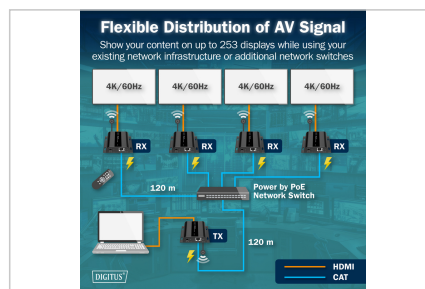 Flexible Distribution of AV Signal
Show your content on up to 253 displays while using your
existing network infrastructure or additional network switches
4K/60Hz
4K/60Hz
4K/60Hz
4K/60Hz
RX
RX
RX
RX
120 m
Power by PoE
Network Switch
TX
120 m
DIGITUS
HDMI
CAT